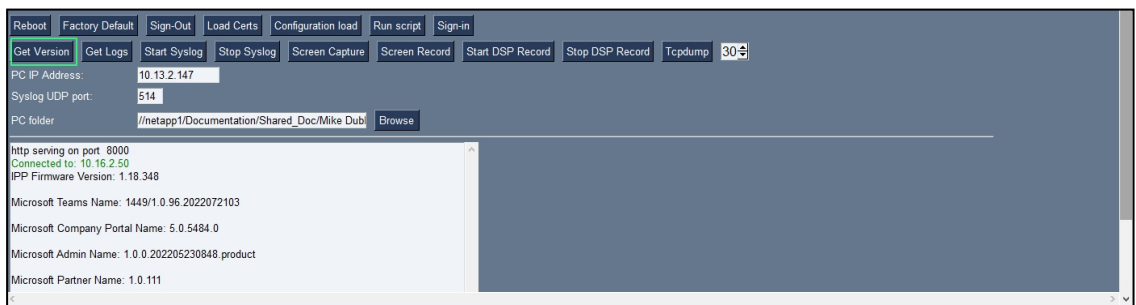 Reboot Factory Default Sign-Out Load Certs Configuration load Run script Sign-in
Get Version Get Logs Start Syslog Stop Syslog Screen Capture Screen Record Start DSP Record Stop DSP Record Tcpdump 30
PC IP Address: 10.13.2.147
Syslog UDP port: 514
PC folder //netapp1/Documentation/Shared_Doc/Mike Dubl Browse
http serving on port 8000
Connected to: 10.16.2.50
IPP Firmware Version: 1.18.348
Microsoft Teams Name: 1449/1.0.96.2022072103
Microsoft Company Portal Name: 5.0.5484.0
Microsoft Admin Name: 1.0.0.202205230848.product
Microsoft Partner Name: 1.0.111